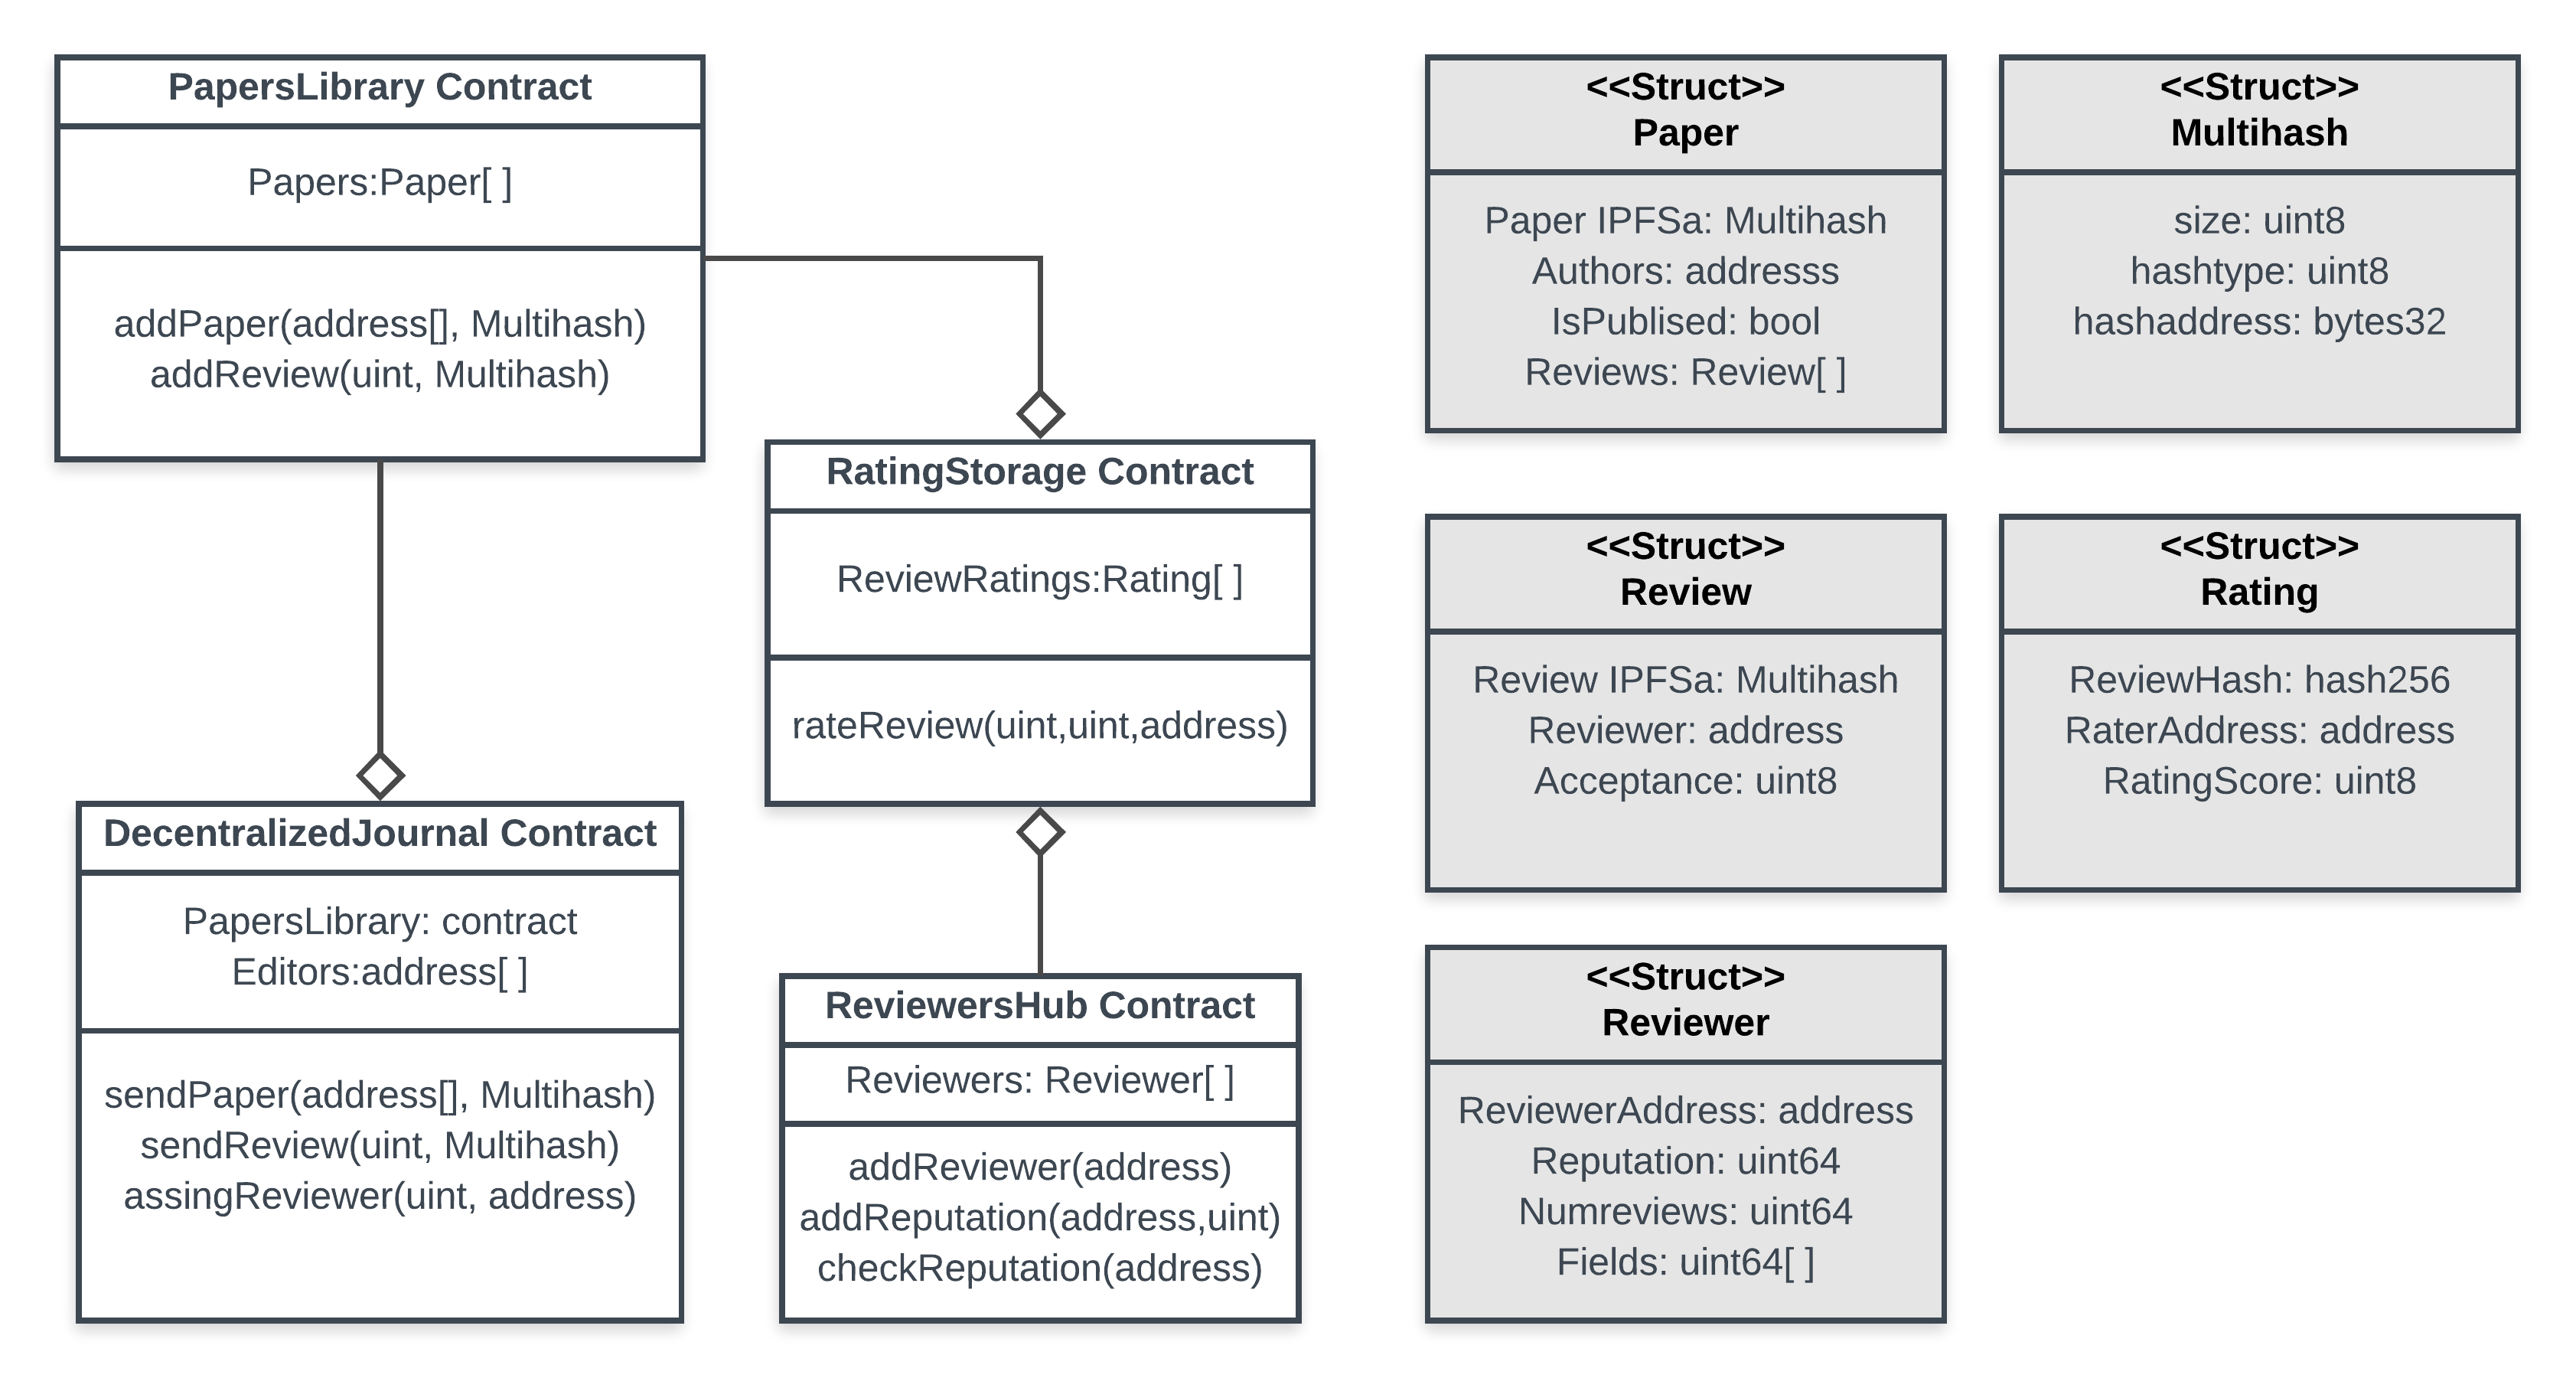 PapersLibrary Contract
Papers:Paper[ ]
addPaper(address[], Multihash)
addReview(uint, Multihash)
RatingStorage Contract
ReviewRatings:Rating[ ]
rateReview(uint,uint,address)
DecentralizedJournal Contract
PapersLibrary: contract
Editors:address[ ]
sendPaper(address[], Multihash)
sendReview(uint, Multihash)
assingReviewer(uint, address)
ReviewersHub Contract
Reviewers: Reviewer[ ]
addReviewer(address)
addReputation(address,uint)
checkReputation(address)
<<Struct>>
Paper
Paper IPFSa: Multihash
Authors: addresss
IsPublised: bool
Reviews: Review[ ]
<<Struct>>
Multihash
size: uint8
hashtype: uint8
hashaddress: bytes32
<<Struct>>
Review
Review IPFSa: Multihash
Reviewer: address
Acceptance: uint8
<<Struct>>
Rating
ReviewHash: hash256
RaterAddress: address
RatingScore: uint8
<<Struct>>
Reviewer
ReviewerAddress: address
Reputation: uint64
Numreviews: uint64
Fields: uint64[ ]